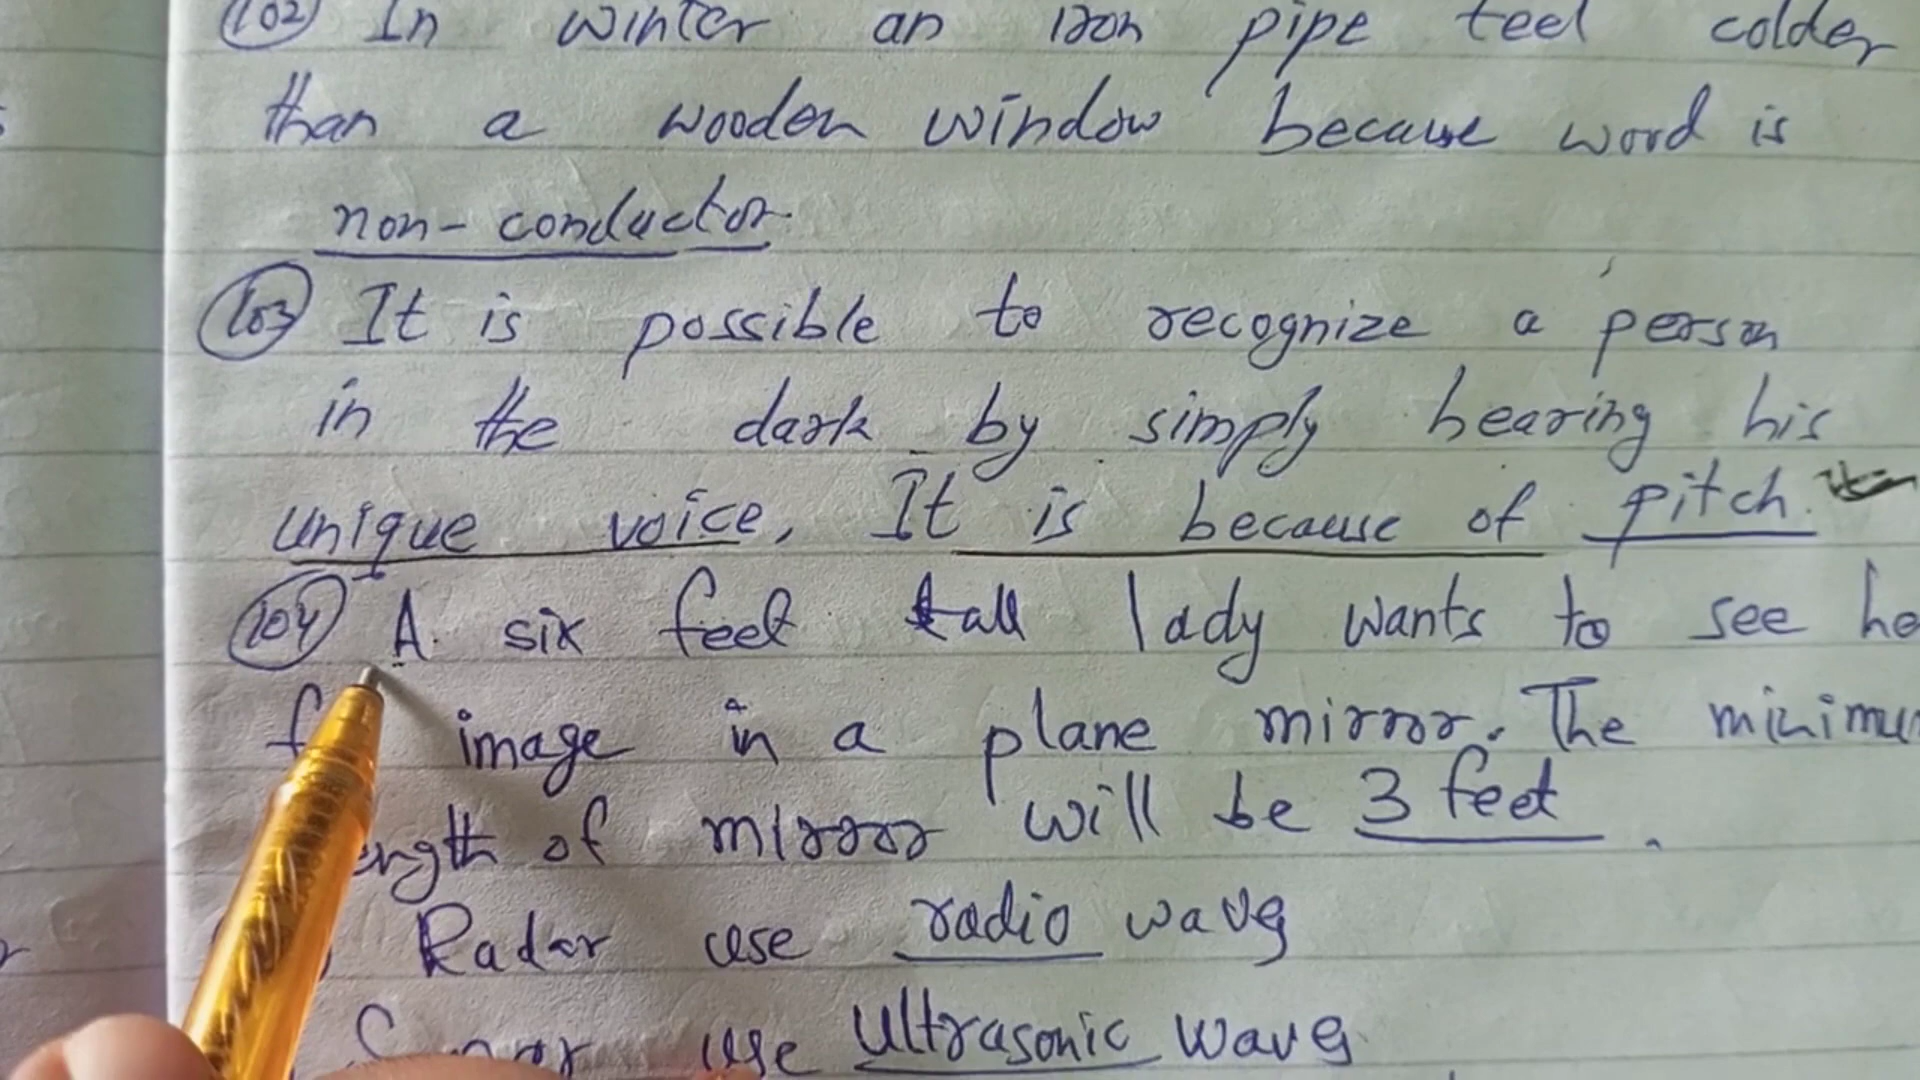 102 In winter an iron pipe feel colder
than a wooden window because word is
non-conductor.
103 It is possible to recognize a person
in the dark by simply hearing his
unique voice. It is because of pitch.
104 A six feet tall lady wants to see
image in a plane mirror. The
of mirror will be 3 feet.
Radar use radio wave
use ultrasonic wave